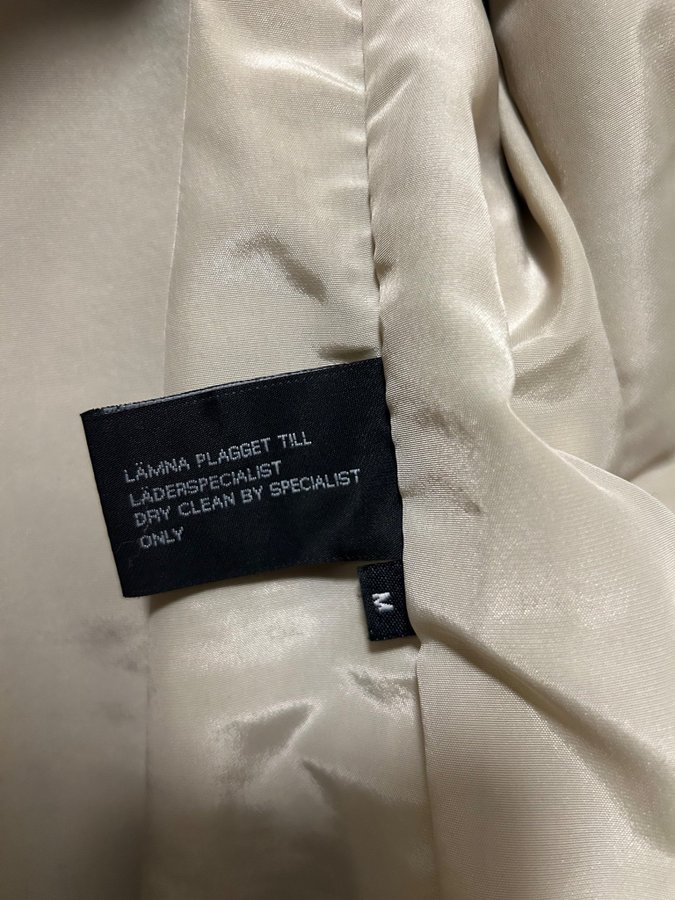 LÄMNA PLAGGET TILL
LÄDERSPECIALIST
DRY CLEAN BY SPECIALIST
ONLY
M